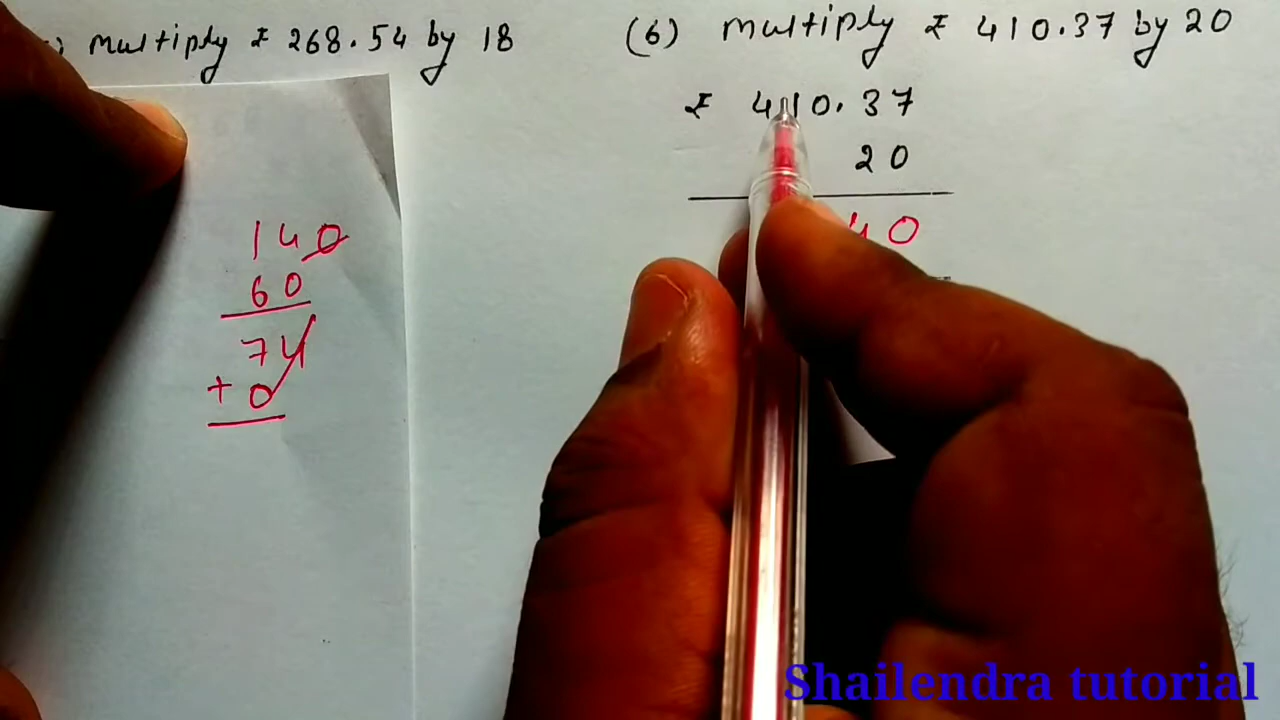 multiply ₹ 268.54 by 18
(6) multiply ₹ 410.37 by 20
₹ 410.37
20
40
140
60
74
+ 0
Shailendra tutorial